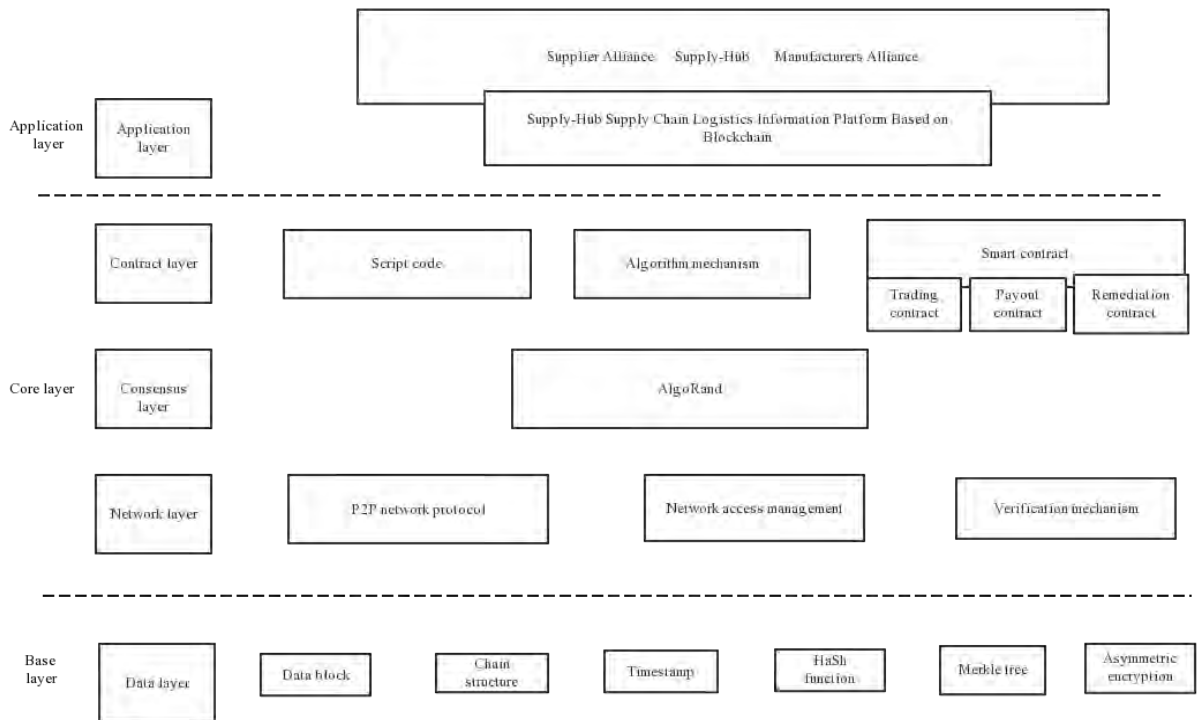 Supplier Alliance Supply-Hub Manufacturers Alliance
Supply-Hub Supply Chain Logistics Information Platform Based on
Blockchain
Application
layer
Application
layer
Contract layer
Script code
Algorithm mechanism
Smart contract
Trading
contract
Payout
contract
Remediation
contract
Core layer
Consensus
layer
AlgoRand
Network layer
P2P network protocol
Network access management
Verification mechanism
Base
layer
Data layer
Data block
Chain
structure
Timestamp
HaSh
function
Merkle tree
Asymmetric
encryption